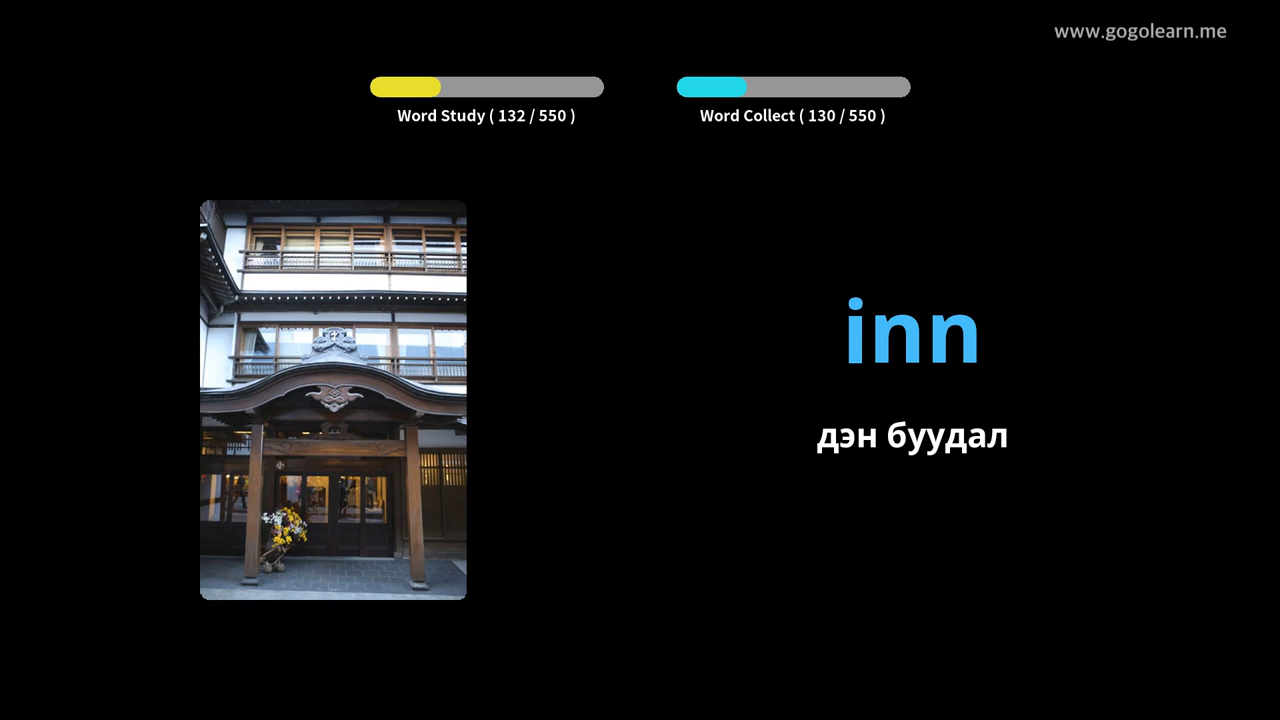 www.gogolearn.me
Word Study ( 132 / 550 )
Word Collect ( 130 / 550 )
inn
дэн буудал